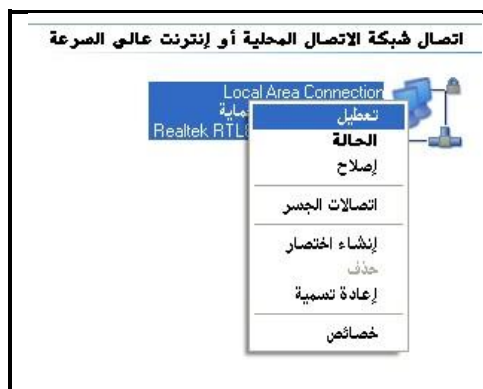 اتصال شبكة الاتصال المحلية أو إنترنت عالي السرعة
Local Area Connection
Realtek
تعطيل
الحالة
إصلاح
اتصالات الجسر
إنشاء اختصار
حذف
إعادة تسمية
خصائص